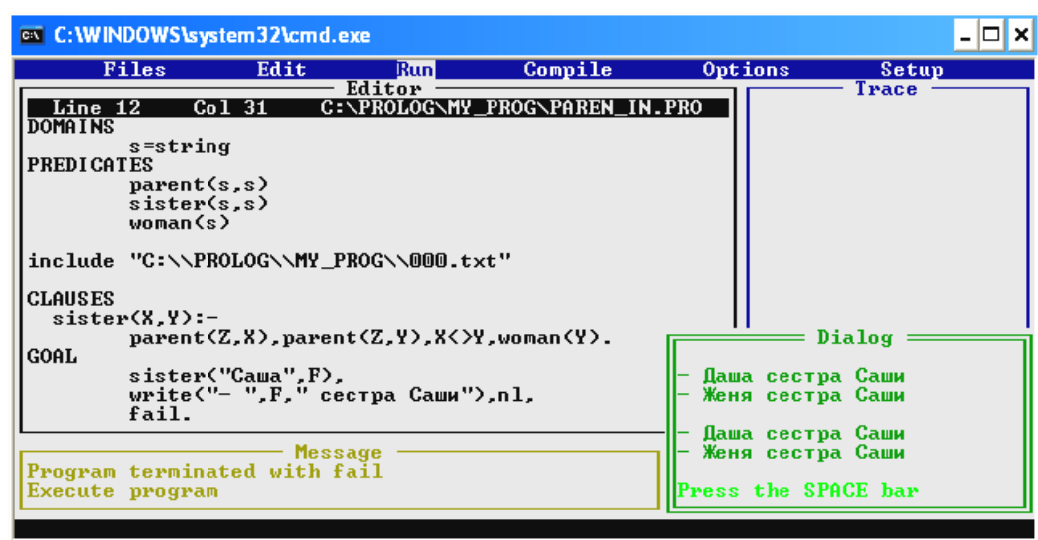 C:\WINDOWS\system32\cmd.exe
Files Edit Run Compile Options Setup
Editor
Line 12 Col 31 C:\PROLOG\MY_PROG\PAREN_IN.PRO
DOMAINS
s=string
PREDICATES
parent(s,s)
sister(s,s)
woman(s)
include "C:\\PROLOG\\MY_PROG\\000.txt"
CLAUSES
sister(X,Y):-
parent(Z,X),parent(Z,Y),X<>Y,woman(Y).
GOAL
sister("Саша",F),
write("- ",F," сестра Саши"),nl,
fail.
Trace
Message
Program terminated with fail
Execute program
Dialog
- Даша сестра Саши
- Женя сестра Саши
- Даша сестра Саши
- Женя сестра Саши
Press the SPACE bar